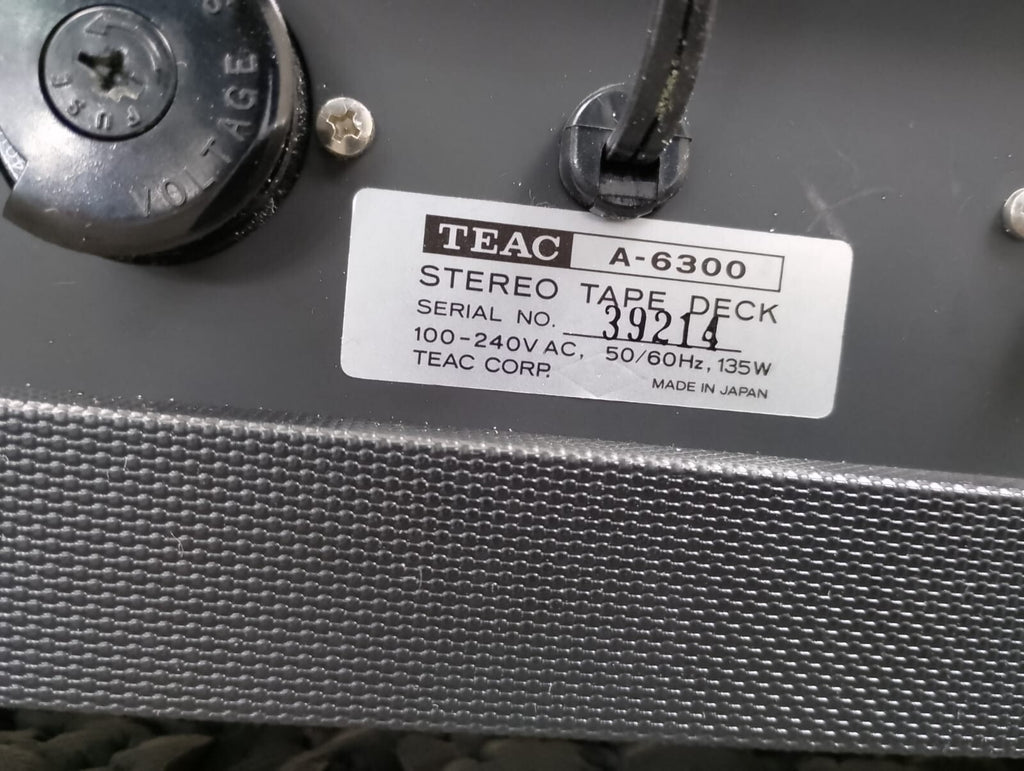 FUSE
VOLTAGE
TEAC A-6300
STEREO TAPE DECK
SERIAL NO. 39214
100-240V AC, 50/60Hz, 135W
TEAC CORP.
MADE IN JAPAN